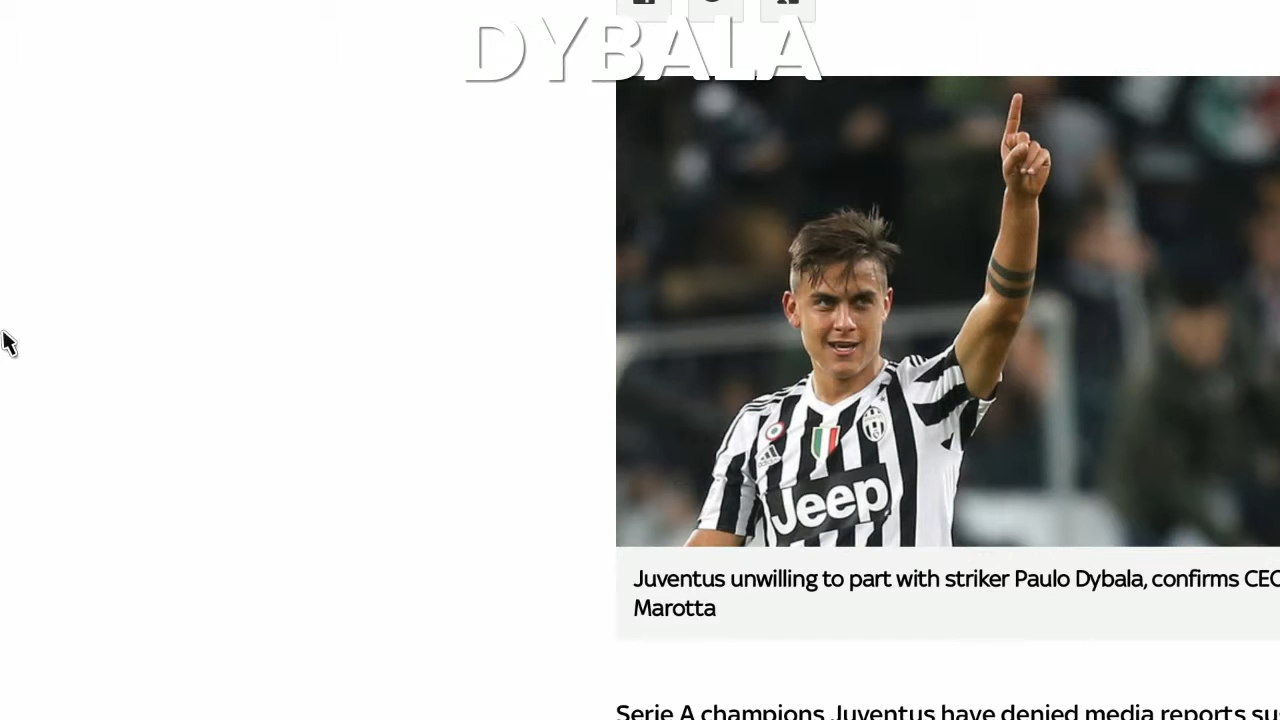 DYBALA
Jeep
Juventus unwilling to part with striker Paulo Dybala, confirms CEO
Marotta
Serie A champions Juventus have denied media reports su